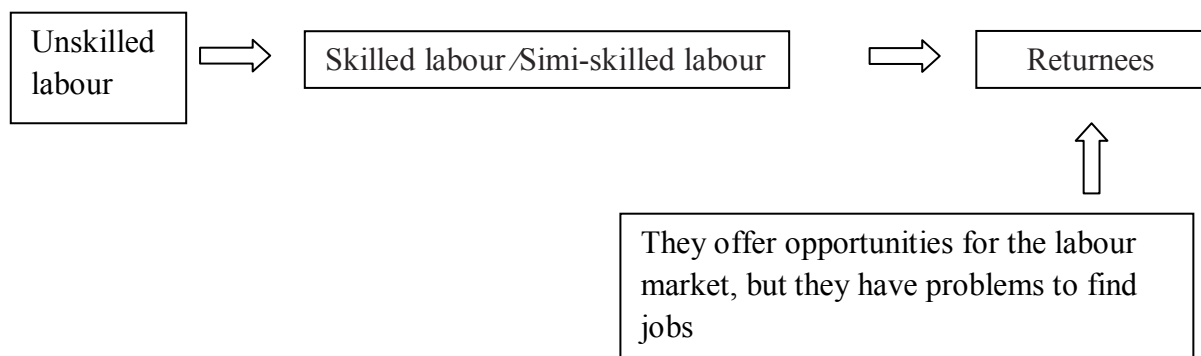 Unskilled
labour
Skilled labour ∕Simi-skilled labour
Returnees
They offer opportunities for the labour
market, but they have problems to find
jobs